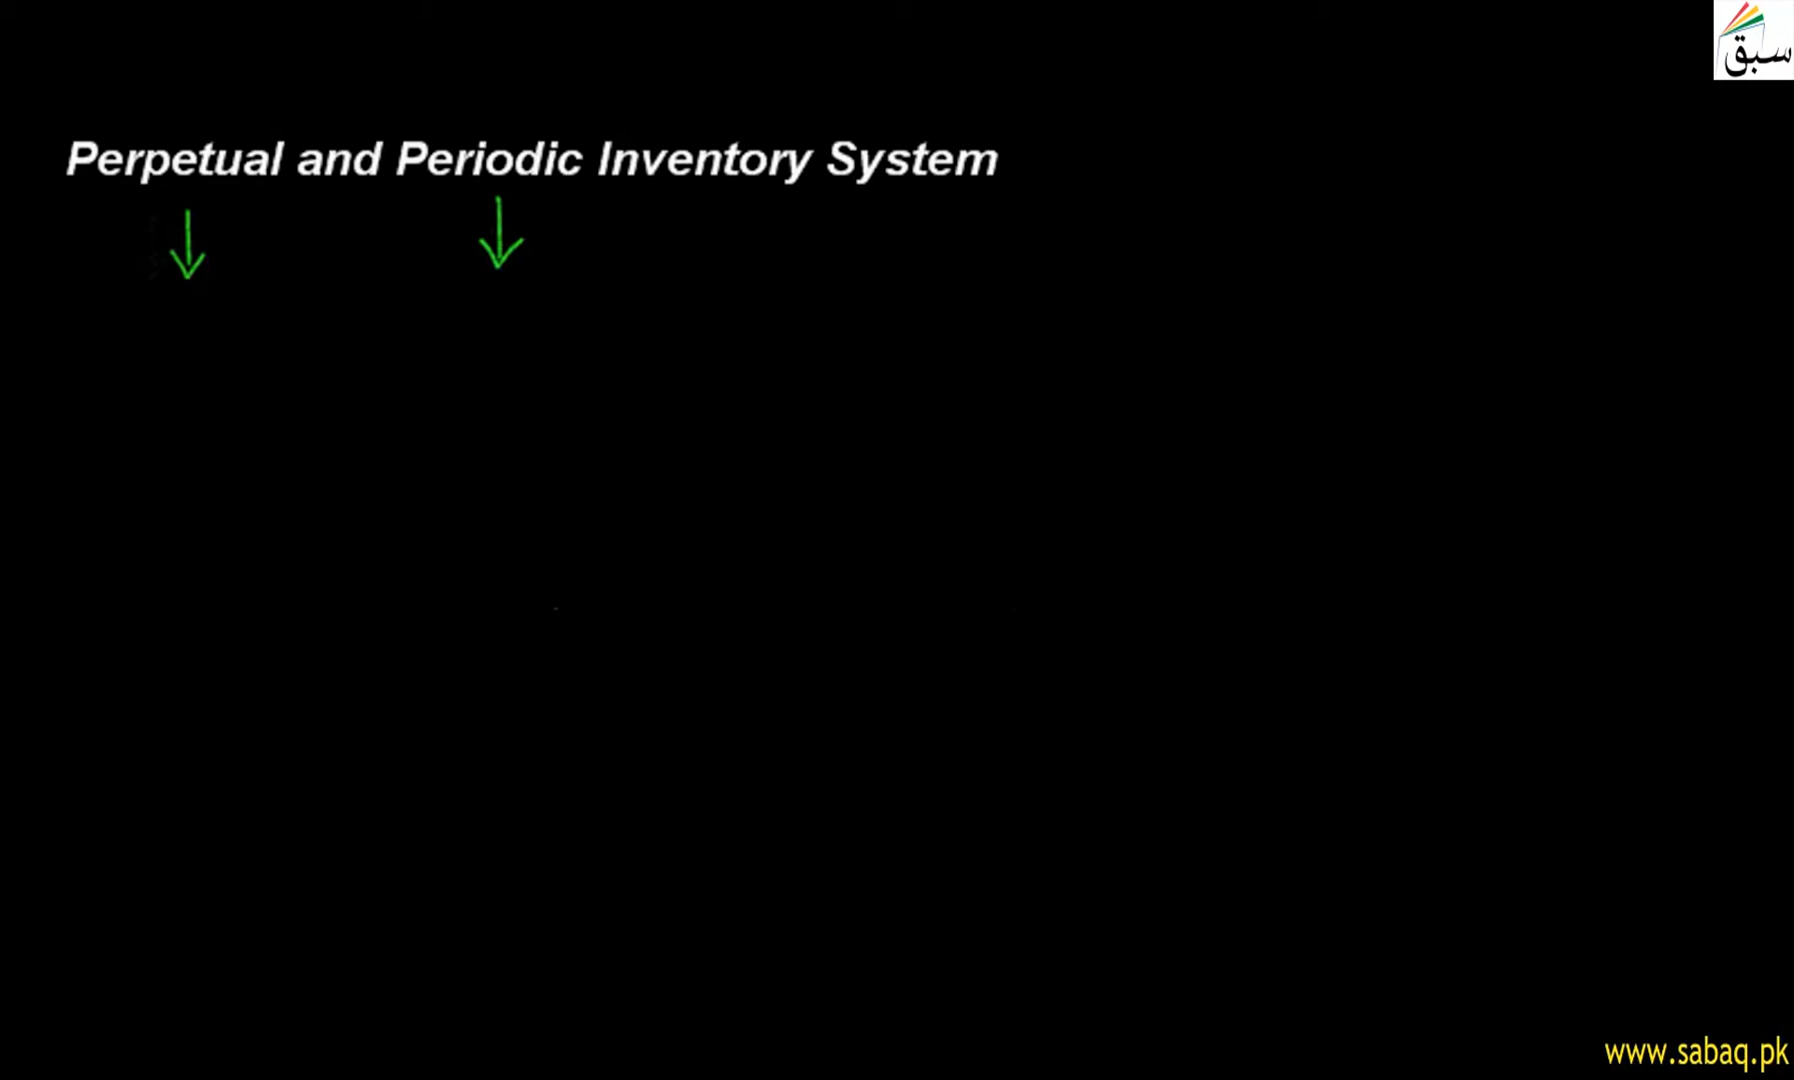 سبق
Perpetual and Periodic Inventory System
www.sabaq.pk